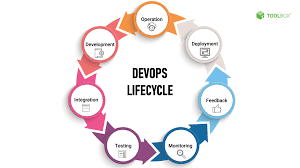 TOOLBOX
Operation
Development
Deployment
DEVOPS
LIFECYCLE
Integration
Feedback
Testing
Monitoring